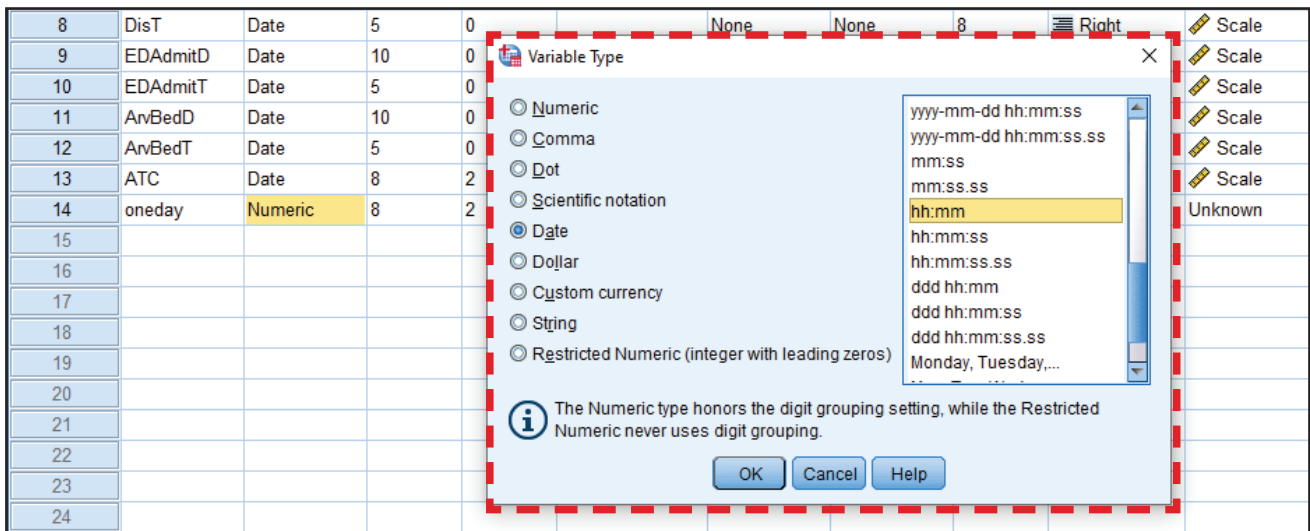 8 DisT Date 5 0 None None 8 Right Scale
9 EDAdmitD Date 10 0 Scale
10 EDAdmitT Date 5 0 Scale
11 ArvBedD Date 10 0 Scale
12 ArvBedT Date 5 0 Scale
13 ATC Date 8 2 Scale
14 oneday Numeric 8 2 Unknown
15
16
17
18
19
20
21
22
23
24
Variable Type
Numeric
Comma
Dot
Scientific notation
Date
Dollar
Custom currency
String
Restricted Numeric (integer with leading zeros)
yyyy-mm-dd hh:mm:ss
yyyy-mm-dd hh:mm:ss.ss
mm:ss
mm:ss.ss
hh:mm
hh:mm:ss
hh:mm:ss.ss
ddd hh:mm
ddd hh:mm:ss
ddd hh:mm:ss.ss
Monday, Tuesday,...
The Numeric type honors the digit grouping setting, while the Restricted
Numeric never uses digit grouping.
OK Cancel Help